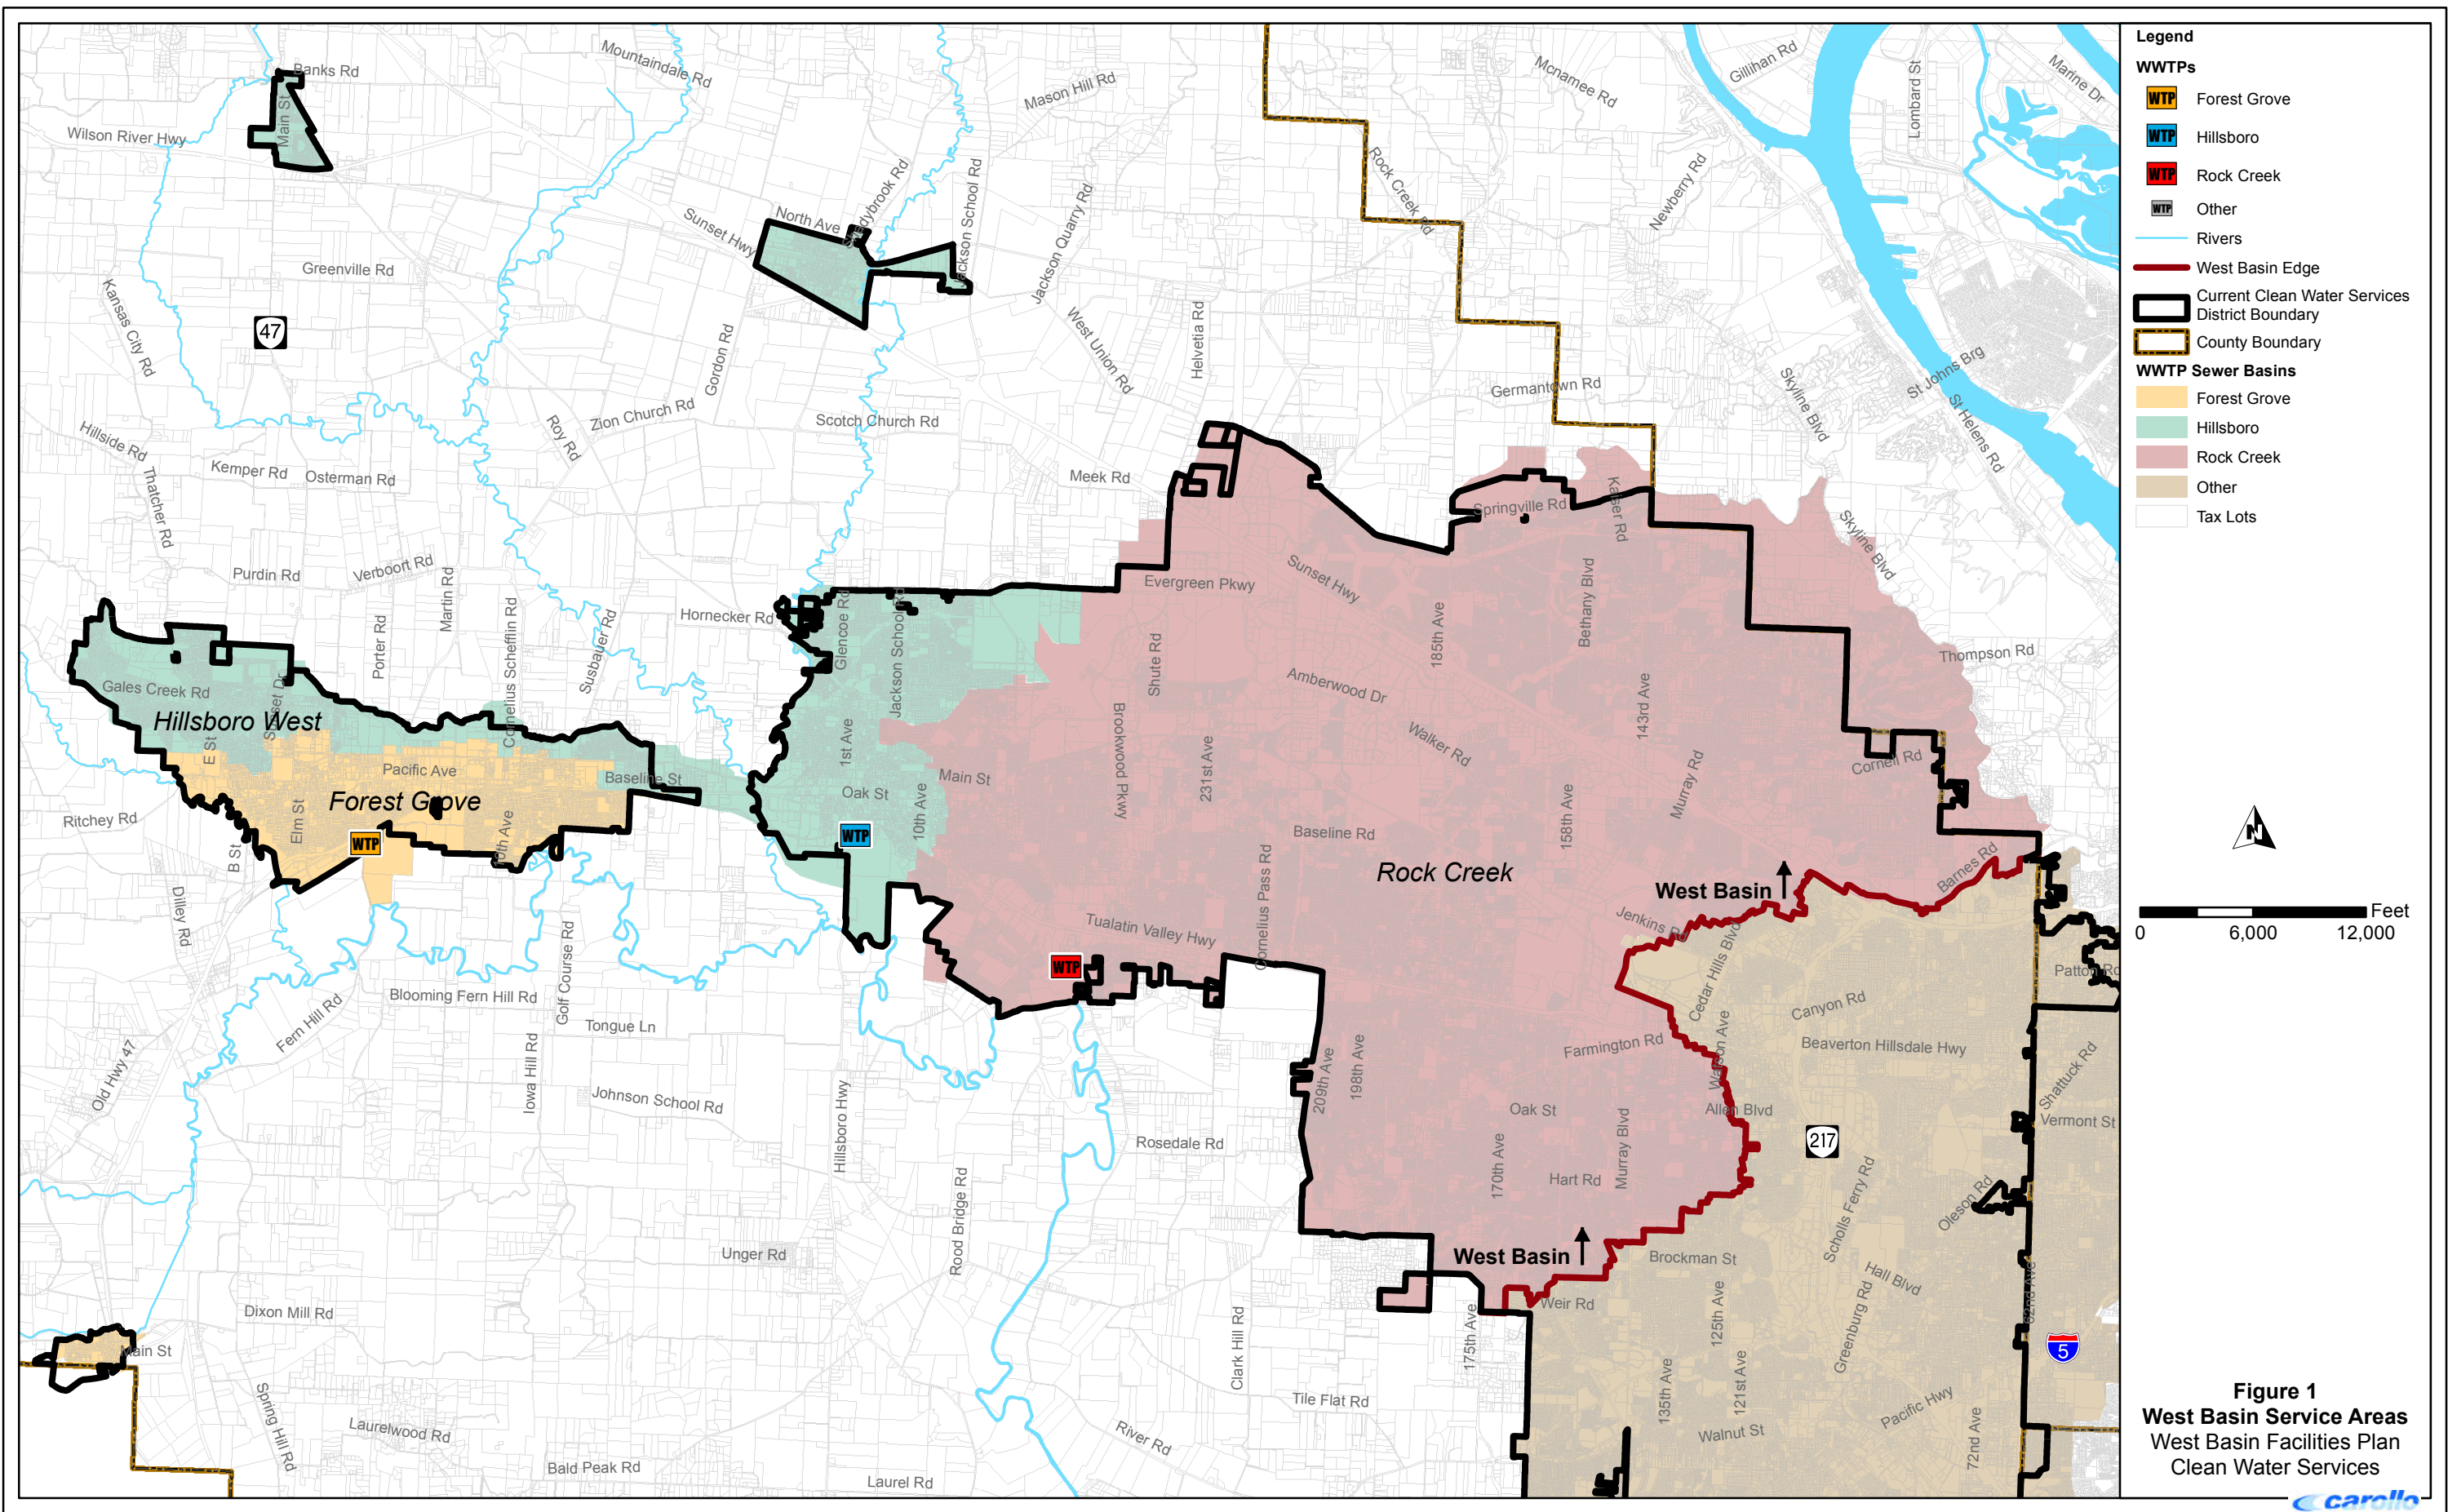 Banks Rd
Main St
Wilson River Hwy
Mountaindale Rd
Mason Hill Rd
Mcnamee Rd
Gillihan Rd
Lombard St
Marine Dr
North Ave
Sunset Hwy
Jackson School Rd
Jackson Quarry Rd
Rock Creek Rd
Newberry Rd
Greenville Rd
Kansas City Rd
47
Gordon Rd
West Union Rd
Helvetia Rd
Germantown Rd
Skyline Blvd
St Johns Brg
St Helens Rd
Hillside Rd
Thatcher Rd
Kemper Rd
Osterman Rd
Roy Rd
Zion Church Rd
Scotch Church Rd
Meek Rd
Springville Rd
Kaiser Rd
Skyline Blvd
Purdin Rd
Verboort Rd
Martin Rd
Porter Rd
Cornelius Schefflin Rd
Susbauer Rd
Hornecker Rd
Glencoe Rd
Jackson School Rd
Evergreen Pkwy
Sunset Hwy
185th Ave
Bethany Blvd
Thompson Rd
Gales Creek Rd
Hillsboro West
E St
Shute Rd
Amberwood Dr
Walker Rd
143rd Ave
Murray Rd
Cornell Rd
Pacific Ave
Forest Grove
Baseline St
1st Ave
Oak St
10th Ave
Main St
Brookwood Pkwy
231st Ave
Baseline Rd
158th Ave
Ritchey Rd
Elm St
B St
WTP
10th Ave
WTP
Rock Creek
Cornelius Pass Rd
West Basin
Barnes Rd
Jenkins Rd
Cedar Hills Blvd
Dilley Rd
Golf Course Rd
Tualatin Valley Hwy
WTP
Patton Rd
Canyon Rd
Blooming Fern Hill Rd
Fern Hill Rd
Tongue Ln
Farmington Rd
Watson Ave
Beaverton Hillsdale Hwy
Old Hwy 47
Iowa Hill Rd
Johnson School Rd
Hillsboro Hwy
209th Ave
198th Ave
Oak St
Allen Blvd
217
Shattuck Rd
Vermont St
Rosedale Rd
170th Ave
Hart Rd
Murray Blvd
Scholls Ferry Rd
Oleson Rd
Unger Rd
Rood Bridge Rd
West Basin
Brockman St
Hall Blvd
Weir Rd
Greenburg Rd
125th Ave
Dixon Mill Rd
Main St
Clark Hill Rd
175th Ave
5
Spring Hill Rd
Laurelwood Rd
Bald Peak Rd
Laurel Rd
River Rd
Tile Flat Rd
135th Ave
121st Ave
Walnut St
Pacific Hwy
72nd Ave
Legend
WWTPs
WTP Forest Grove
WTP Hillsboro
WTP Rock Creek
WTP Other
Rivers
West Basin Edge
Current Clean Water Services
District Boundary
County Boundary
WWTP Sewer Basins
Forest Grove
Hillsboro
Rock Creek
Other
Tax Lots
N
Feet
0 6,000 12,000
Figure 1
West Basin Service Areas
West Basin Facilities Plan
Clean Water Services
carollo